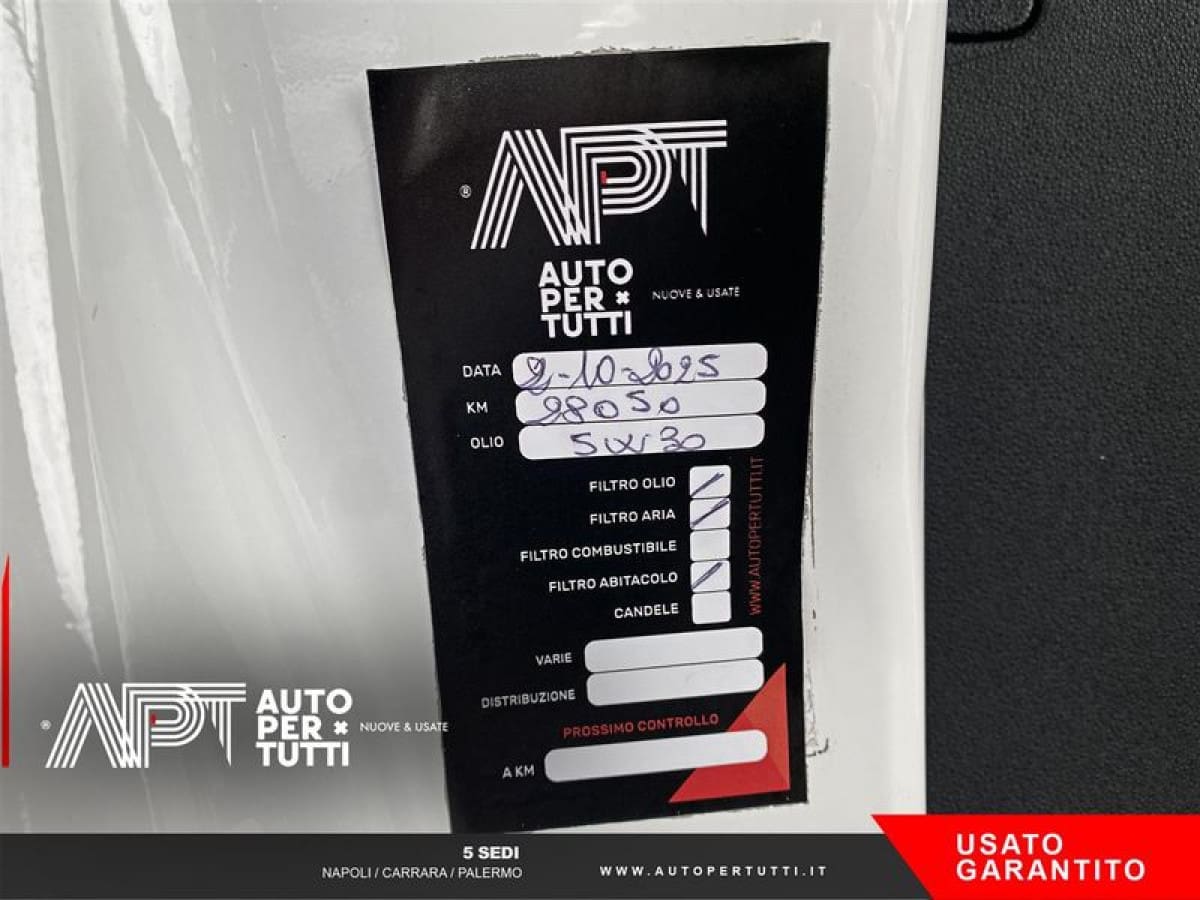 ® APT
AUTO
PER
TUTTI
NUOVE & USATE
DATA 2-10-2025
KM 28050
OLIO 5W30
FILTRO OLIO
FILTRO ARIA
FILTRO COMBUSTIBILE
FILTRO ABITACOLO
CANDELE
WWW.AUTOPERTUTTI.IT
VARIE
DISTRIBUZIONE
PROSSIMO CONTROLLO
A KM
® APT
AUTO
PER
TUTTI
NUOVE & USATE
5 SEDI
NAPOLI / CARRARA / PALERMO
WWW.AUTOPERTUTTI.IT
USATO
GARANTITO